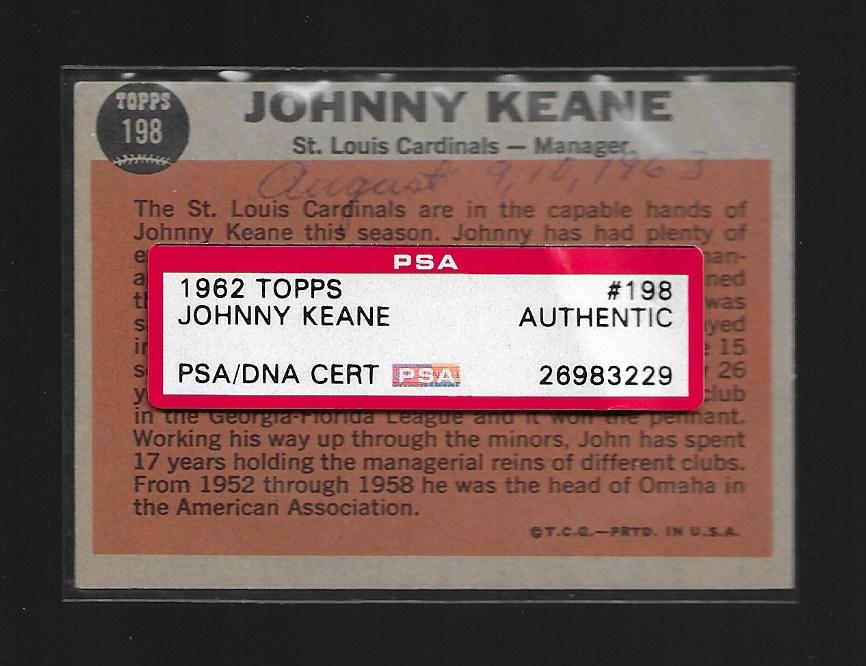 TOPPS
198
JOHNNY KEANE
St. Louis Cardinals — Manager
August 9, 10, 1963
The St. Louis Cardinals are in the capable hands of
Johnny Keane this season. Johnny has had plenty of
PSA
1962 TOPPS #198
JOHNNY KEANE AUTHENTIC
PSA/DNA CERT PSA 26983229
15
26
club
in the Georgia-Florida League and it won the pennant.
Working his way up through the minors, John has spent
17 years holding the managerial reins of different clubs.
From 1952 through 1958 he was the head of Omaha in
the American Association.
©T.C.G.—PRTD. IN U.S.A.